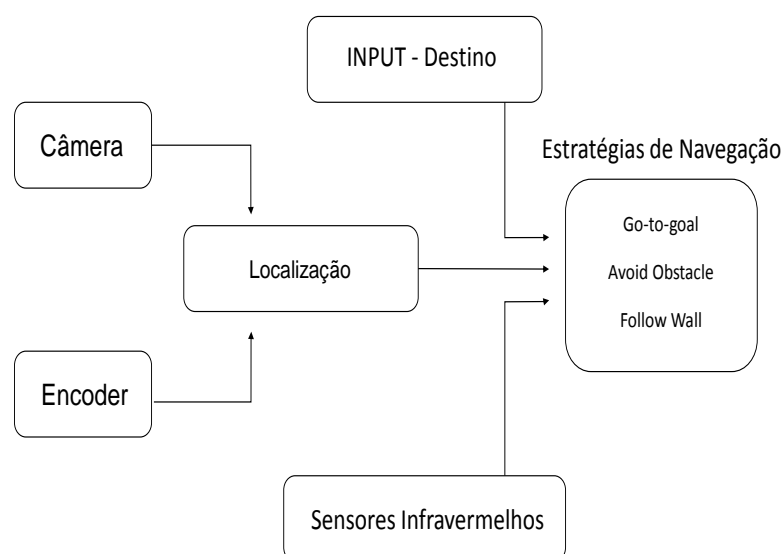 INPUT - Destino
Câmera
Estratégias de Navegação
Go-to-goal
Localização
Avoid Obstacle
Follow Wall
Encoder
Sensores Infravermelhos